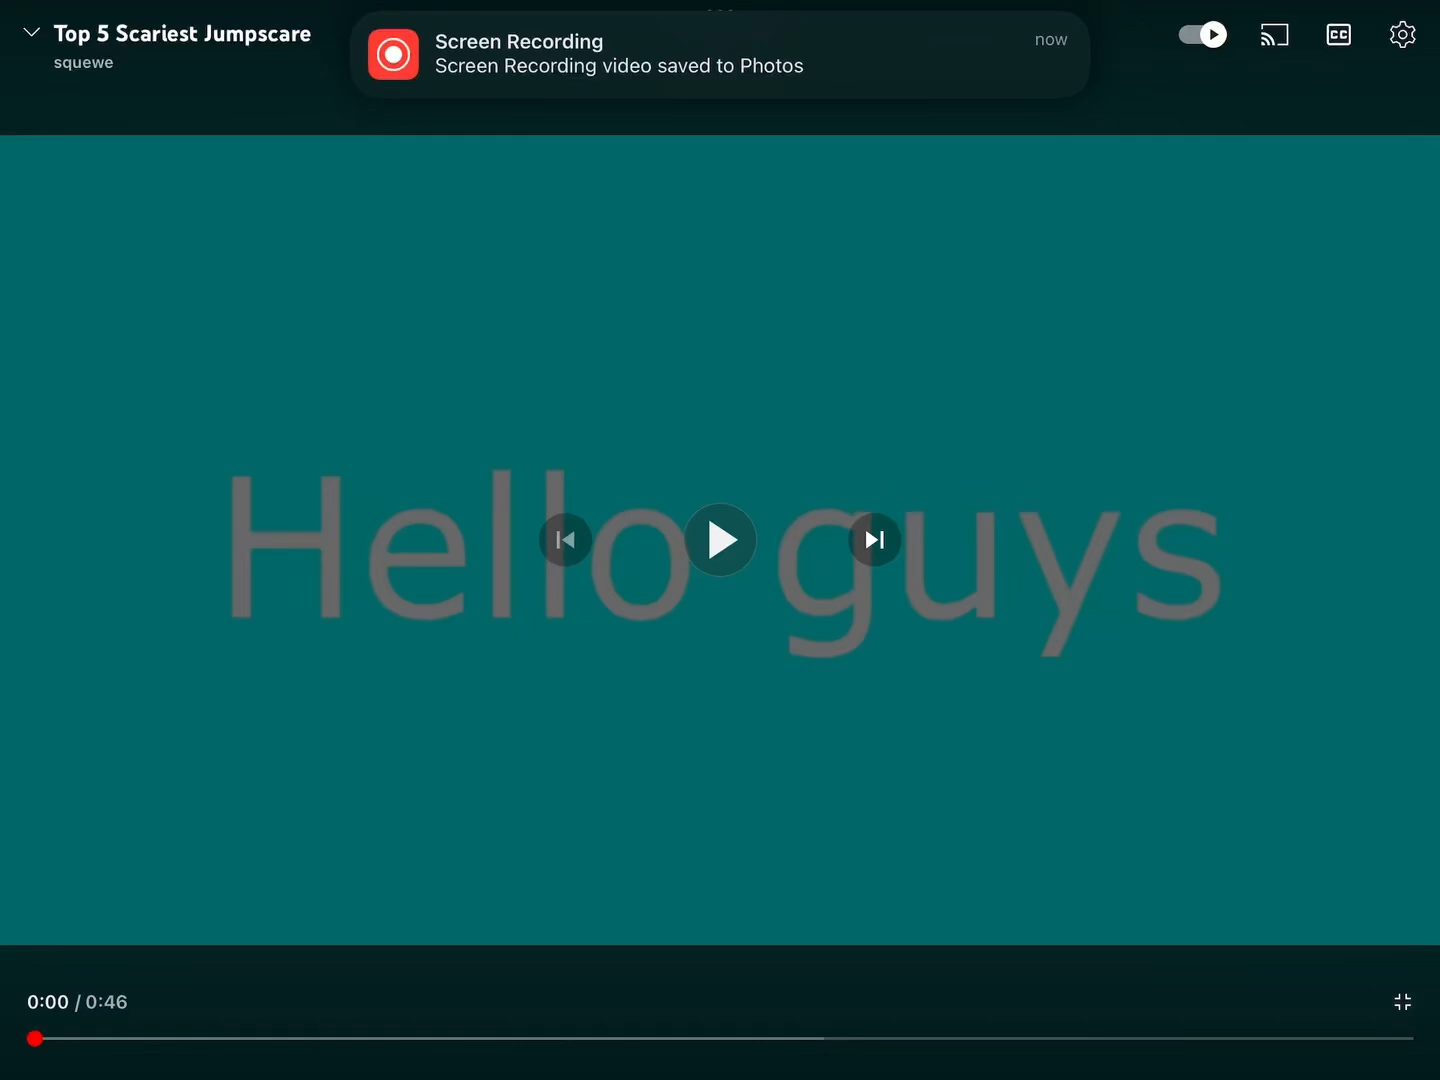 Top 5 Scariest Jumpscare
squewe
Screen Recording
now
Screen Recording video saved to Photos
CC
Hello guys
0:00 / 0:46